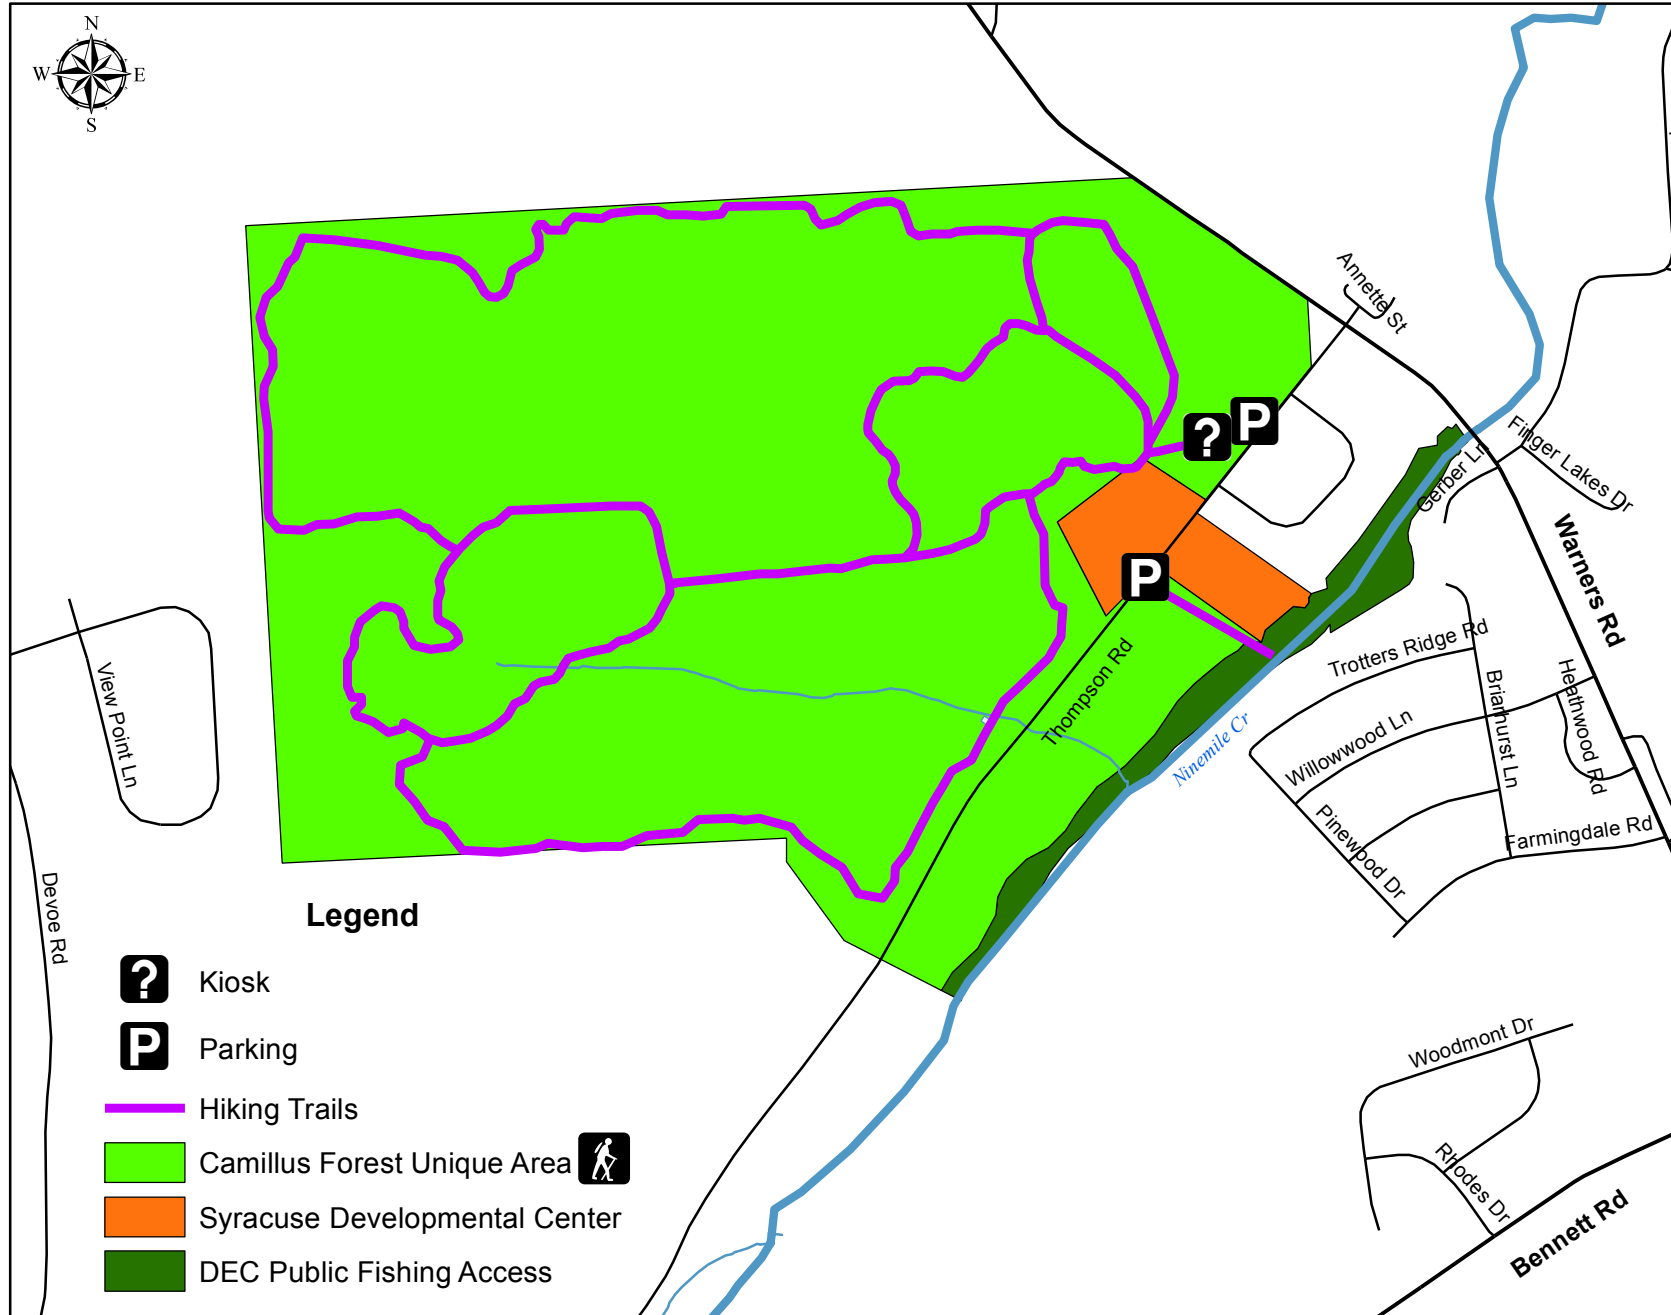 N
W E
S
Annette St
Finger Lakes Dr
Gerber Ln
Warners Rd
Thompson Rd
Trotters Ridge Rd
Heathwood Rd
Briarhurst Ln
View Point Ln
Willowwood Ln
Ninemile Cr
Pinewood Dr
Farmingdale Rd
Devoe Rd
Woodmont Dr
Rhodes Dr
Bennett Rd
P
?
P
Legend
? Kiosk
P Parking
Hiking Trails
Camillus Forest Unique Area
Syracuse Developmental Center
DEC Public Fishing Access